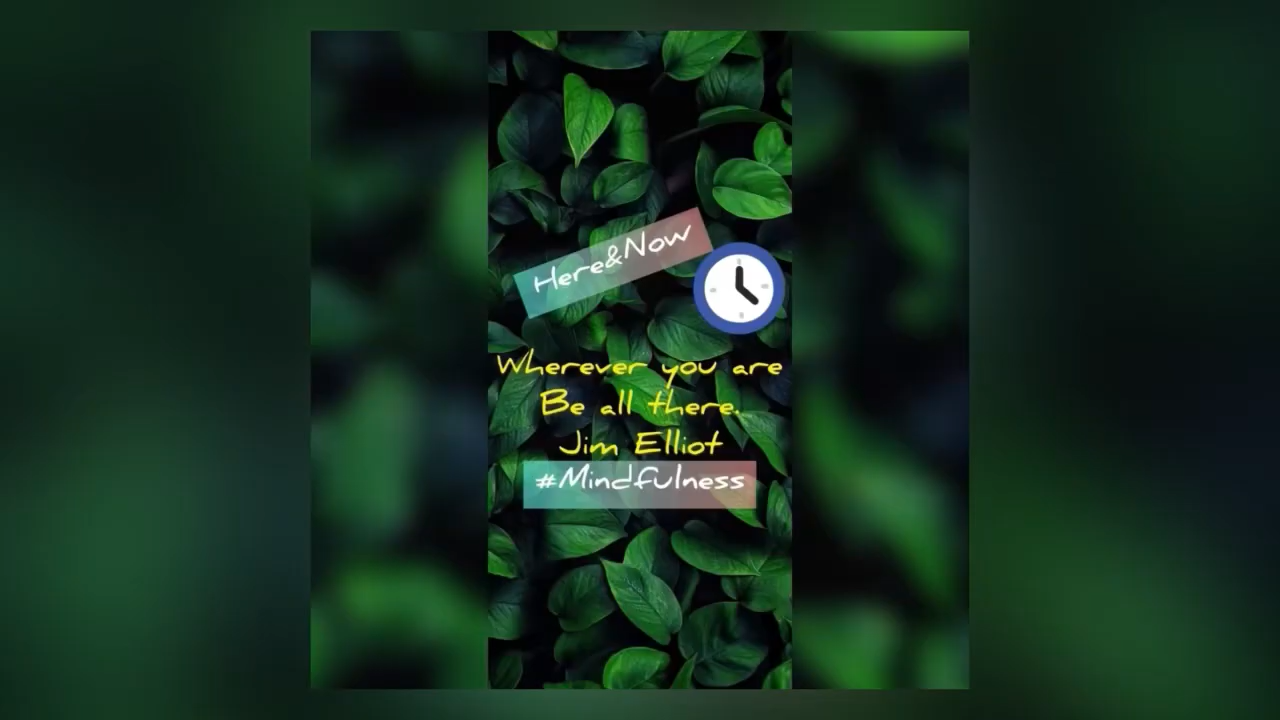 Here&Now
Wherever you are
Be all there.
Jim Elliot
#Mindfulness